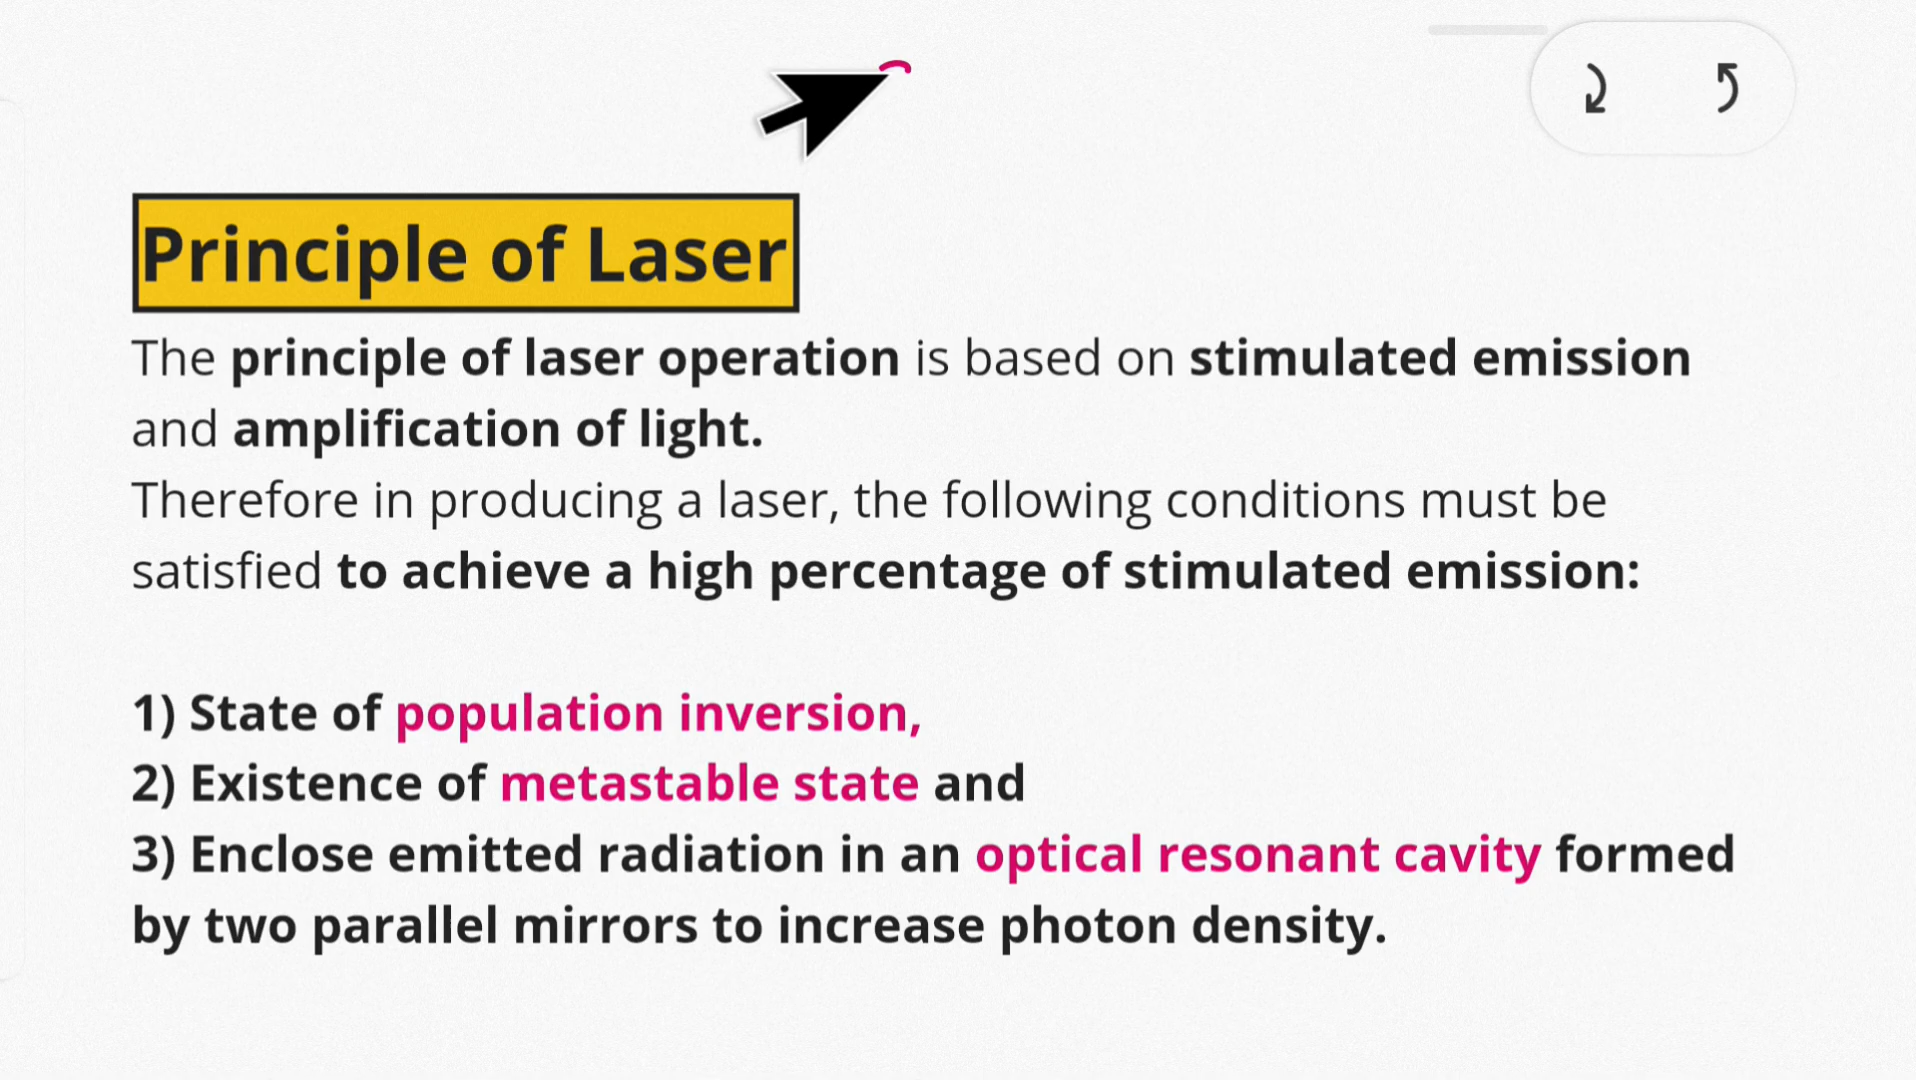 Principle of Laser
The principle of laser operation is based on stimulated emission
and amplification of light.
Therefore in producing a laser, the following conditions must be
satisfied to achieve a high percentage of stimulated emission:
1) State of population inversion,
2) Existence of metastable state and
3) Enclose emitted radiation in an optical resonant cavity formed
by two parallel mirrors to increase photon density.